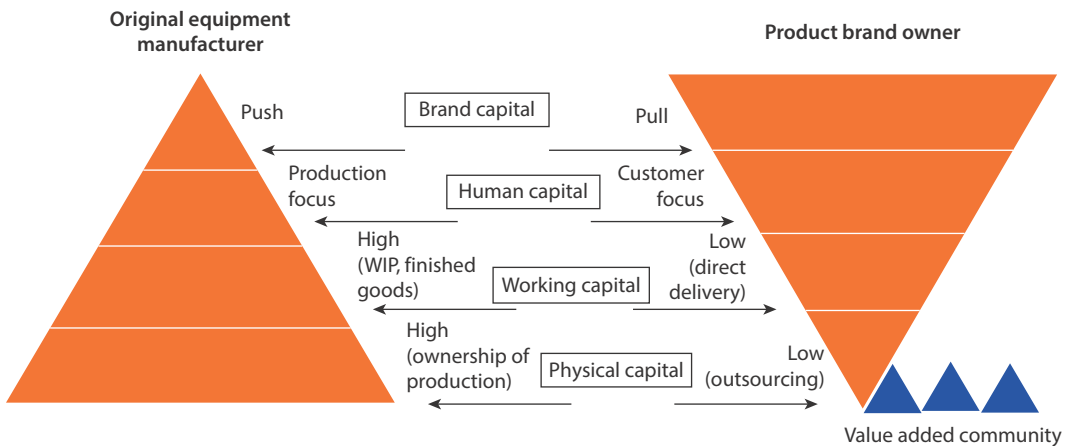 Original equipment
manufacturer
Product brand owner
Push
Brand capital
Pull
Production
focus
Human capital
Customer
focus
High
(WIP, finished
goods)
Working capital
Low
(direct
delivery)
High
(ownership of
production)
Physical capital
Low
(outsourcing)
Value added community